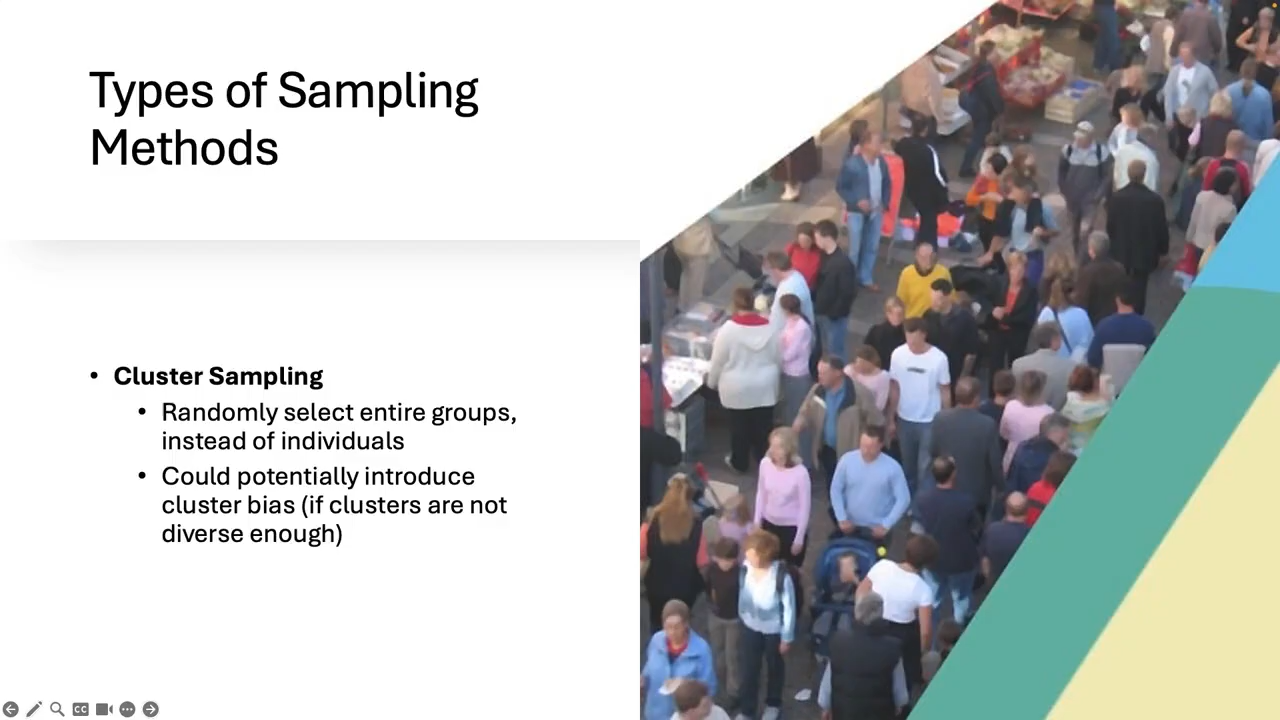 Types of Sampling
Methods
• Cluster Sampling
• Randomly select entire groups,
instead of individuals
• Could potentially introduce
cluster bias (if clusters are not
diverse enough)
CC